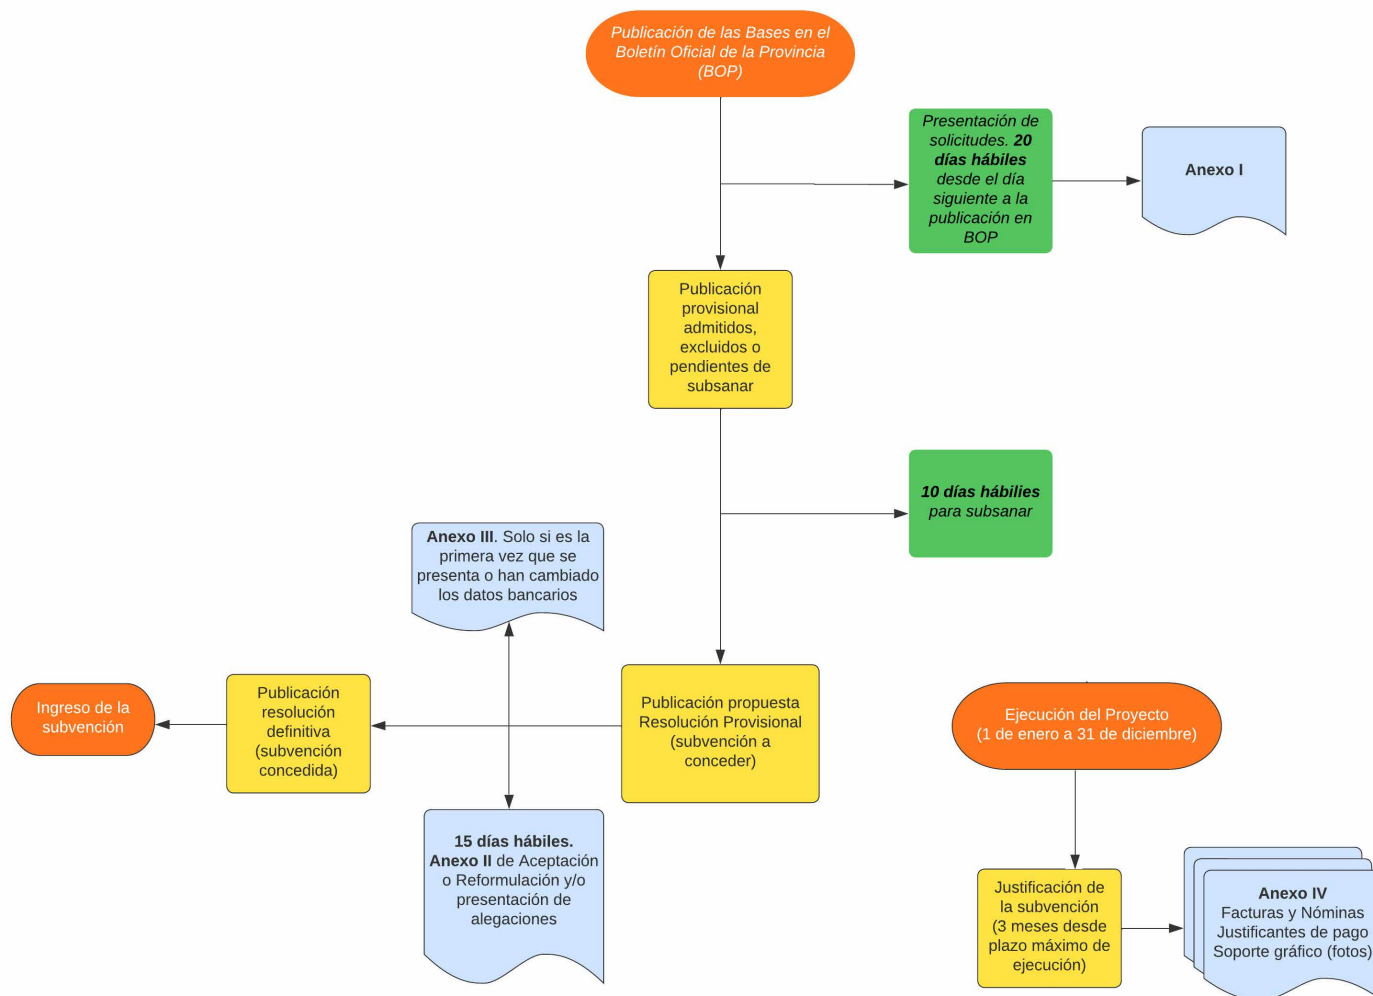 Publicación de las Bases en el
Boletín Oficial de la Provincia
(BOP)
Presentación de
solicitudes. 20
días hábiles
desde el día
siguiente a la
publicación en
BOP
Anexo I
Publicación
provisional
admitidos,
excluidos o
pendientes de
subsanar
10 días hábilies
para subsanar
Anexo III. Solo si es la
primera vez que se
presenta o han cambiado
los datos bancarios
Ingreso de la
subvención
Publicación
resolución
definitiva
(subvención
concedida)
Publicación propuesta
Resolución Provisional
(subvención a
conceder)
Ejecución del Proyecto
(1 de enero a 31 de diciembre)
15 días hábiles.
Anexo II de Aceptación
o Reformulación y/o
presentación de
alegaciones
Justificación de
la subvención
(3 meses desde
plazo máximo de
ejecución)
Anexo IV
Facturas y Nóminas
Justificantes de pago
Soporte gráfico (fotos)